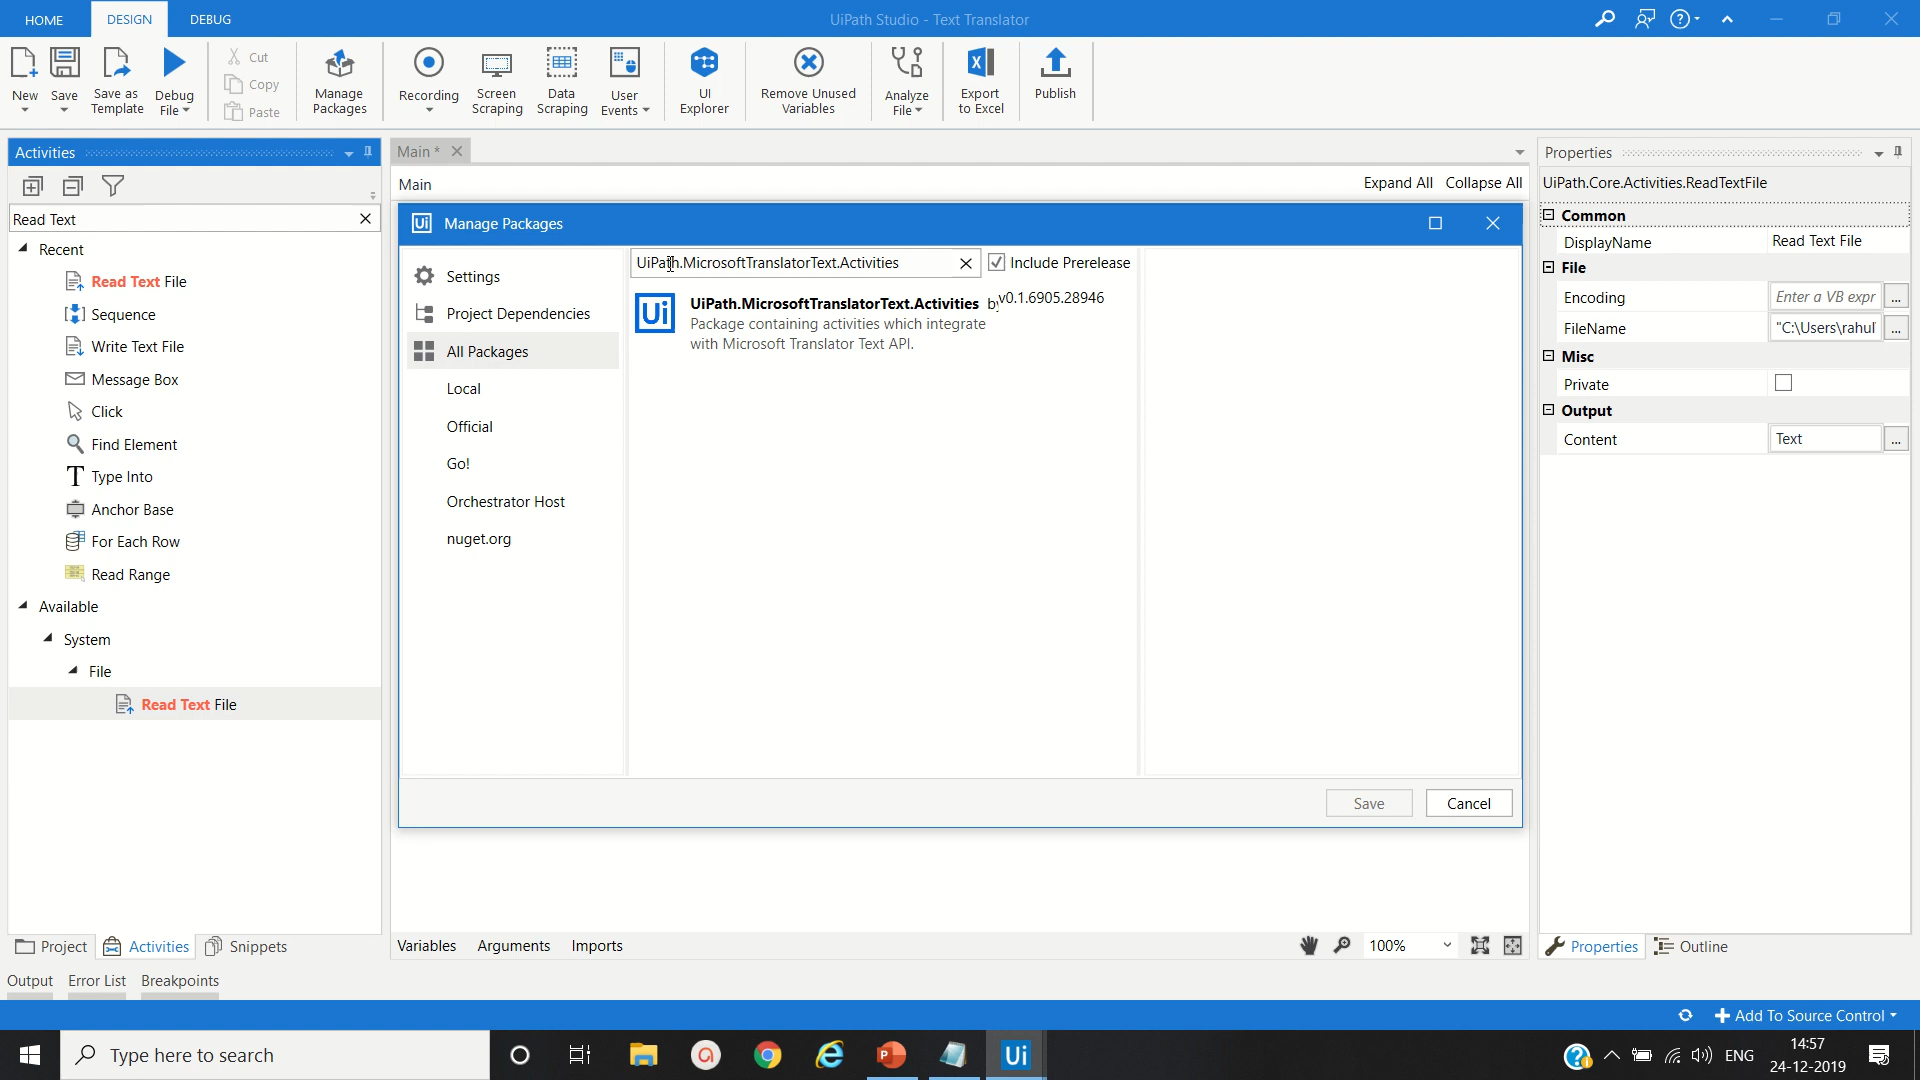 HOME DESIGN DEBUG UiPath Studio - Text Translator
New Save Save as Template Debug File Cut Copy Paste Manage Packages Recording Screen Scraping Data Scraping User Events UI Explorer Remove Unused Variables Analyze File Export to Excel Publish
Activities
Read Text
Recent
Read Text File
Sequence
Write Text File
Message Box
Click
Find Element
Type Into
Anchor Base
For Each Row
Read Range
Available
System
File
Read Text File
Project Activities Snippets
Main *
Main Expand All Collapse All
Ui Manage Packages
Settings
Project Dependencies
All Packages
Local
Official
Go!
Orchestrator Host
nuget.org
UiPath.MicrosoftTranslatorText.Activities Include Prerelease
Ui UiPath.MicrosoftTranslatorText.Activities by v0.1.6905.28946
Package containing activities which integrate
with Microsoft Translator Text API.
Save Cancel
Variables Arguments Imports 100%
Properties
UiPath.Core.Activities.ReadTextFile
Common
DisplayName Read Text File
File
Encoding Enter a VB expr ...
FileName "C:\Users\rahul ...
Misc
Private
Output
Content Text ...
Properties Outline
Output Error List Breakpoints
Add To Source Control
Type here to search Ui ENG 14:57
24-12-2019